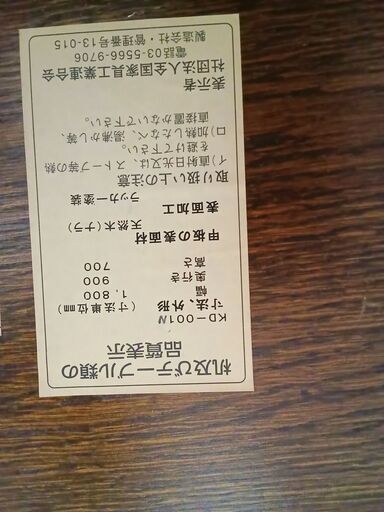 机及びテーブル類の
品質表示
KD-001N
寸法、外形 (寸法単位㎜)
幅 1,800
奥行き 900
高さ 700
甲板の表面材
天然木(ナラ)
表面加工
ラッカー塗装
取り扱い上の注意
イ)直射日光又は、ストーブ等の熱
を避けて下さい。
ロ)加熱したなべ、湯沸かし等、
直接置かないで下さい。
表示者
社団法人全国家具工業連合会
電話03-5566-9706
製造会社・管理番号13-015